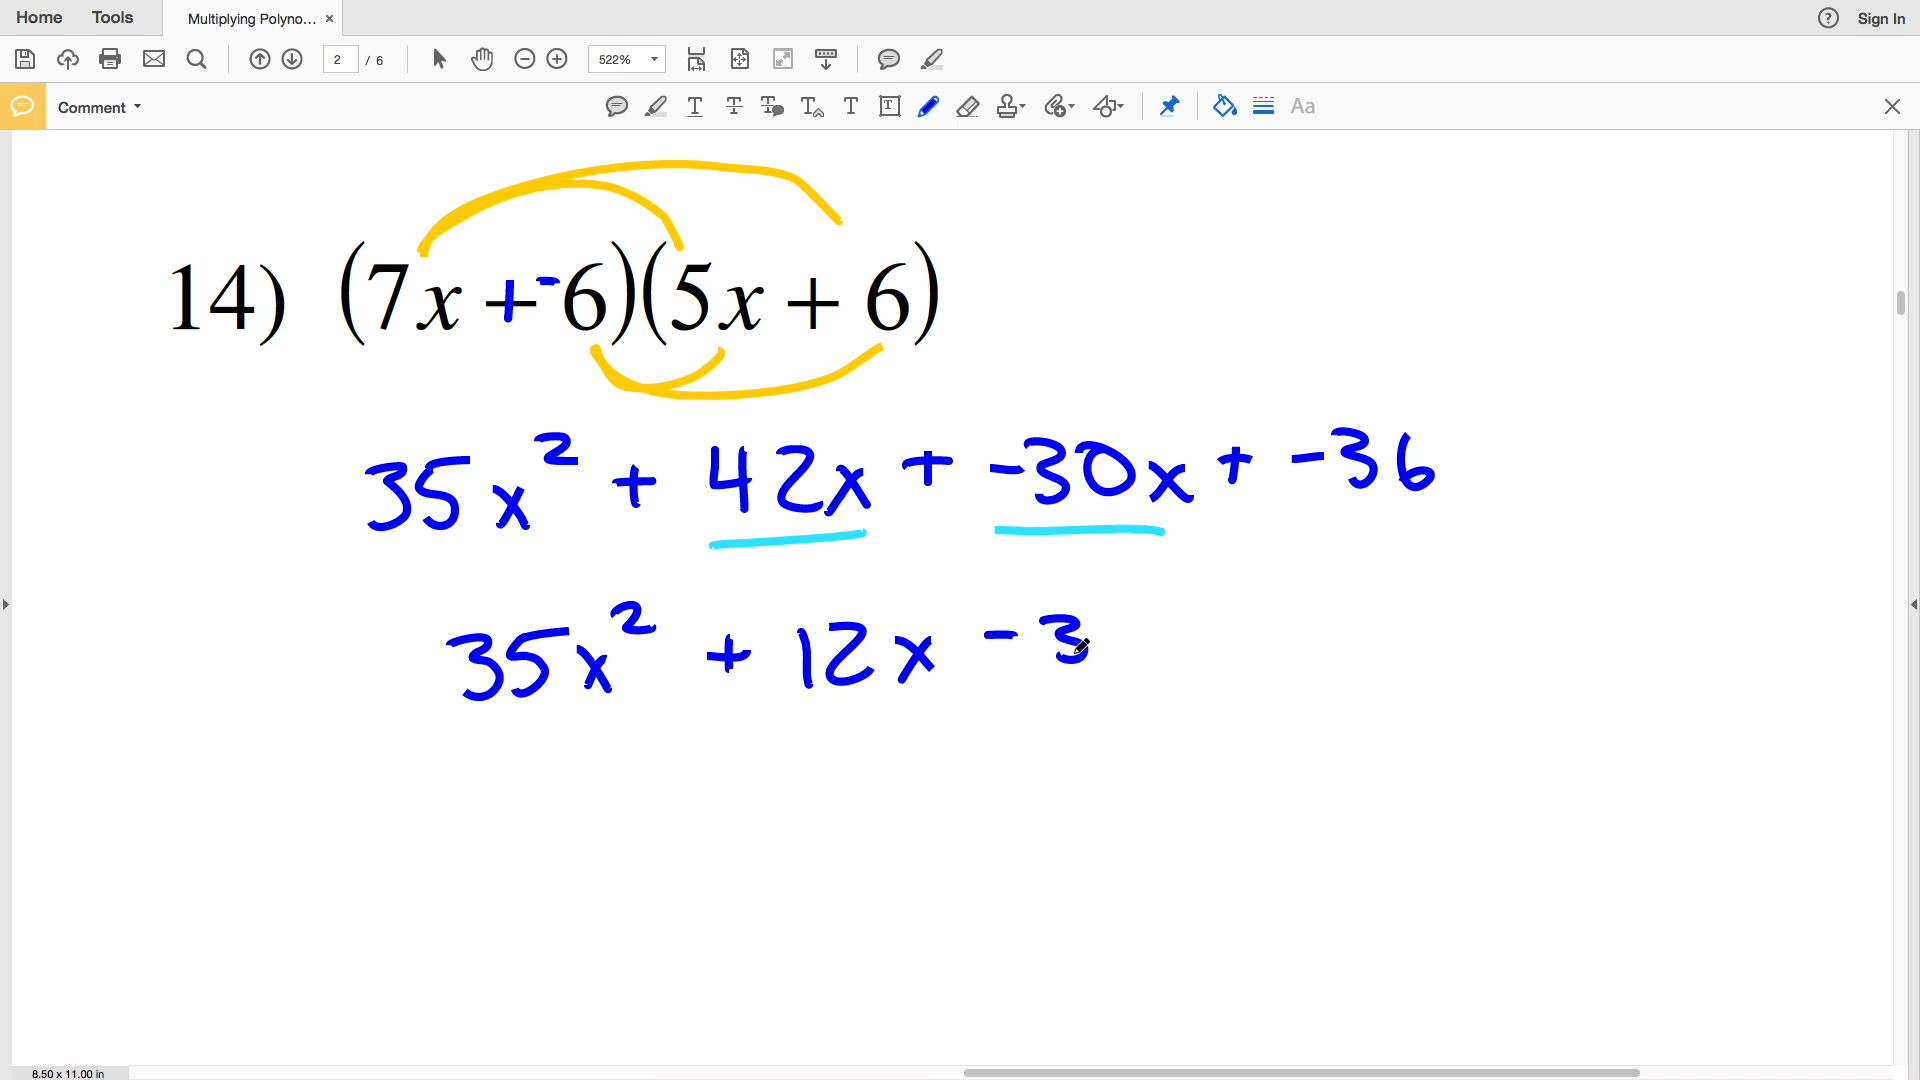 Home Tools Multiplying Polyno... × ? Sign In
2 / 6 522%
Comment T T T T T T Aa
14) (7x + -6)(5x + 6)
35x² + 42x + -30x + -36
35x² + 12x - 3
8.50 x 11.00 in